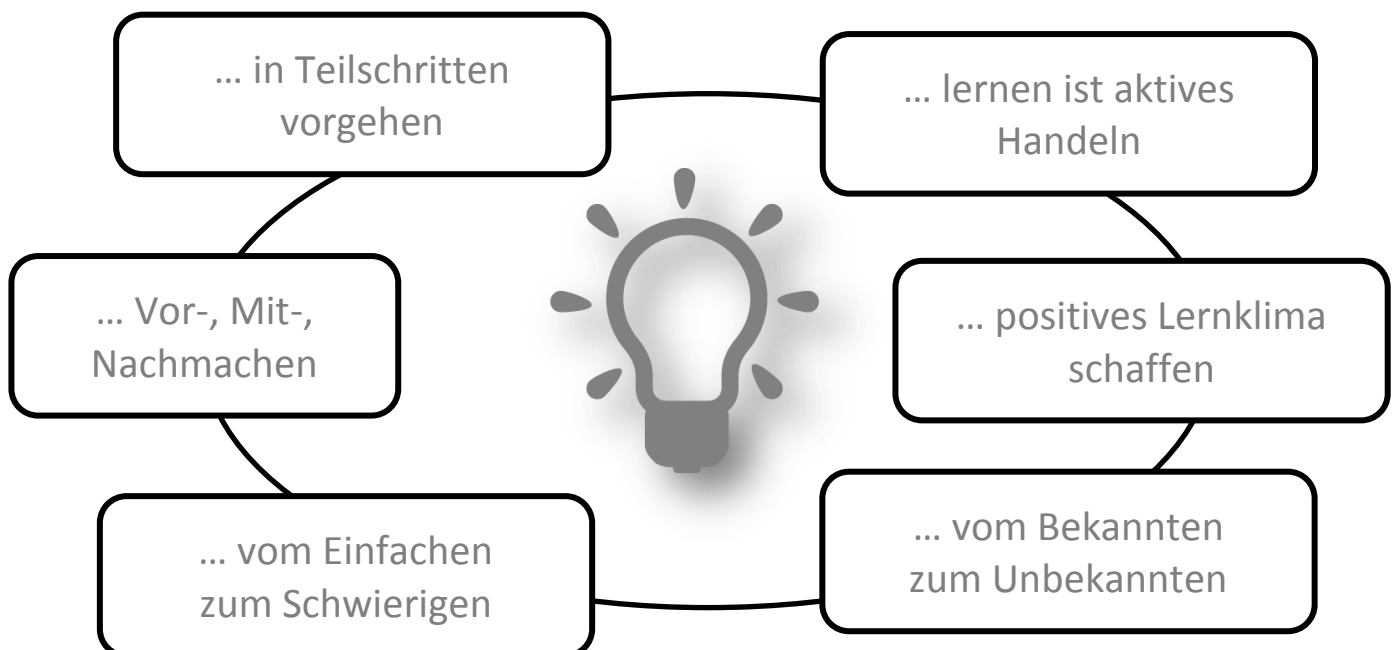 … in Teilschritten
vorgehen
… lernen ist aktives
Handeln
… Vor-, Mit-,
Nachmachen
… positives Lernklima
schaffen
… vom Einfachen
zum Schwierigen
… vom Bekannten
zum Unbekannten